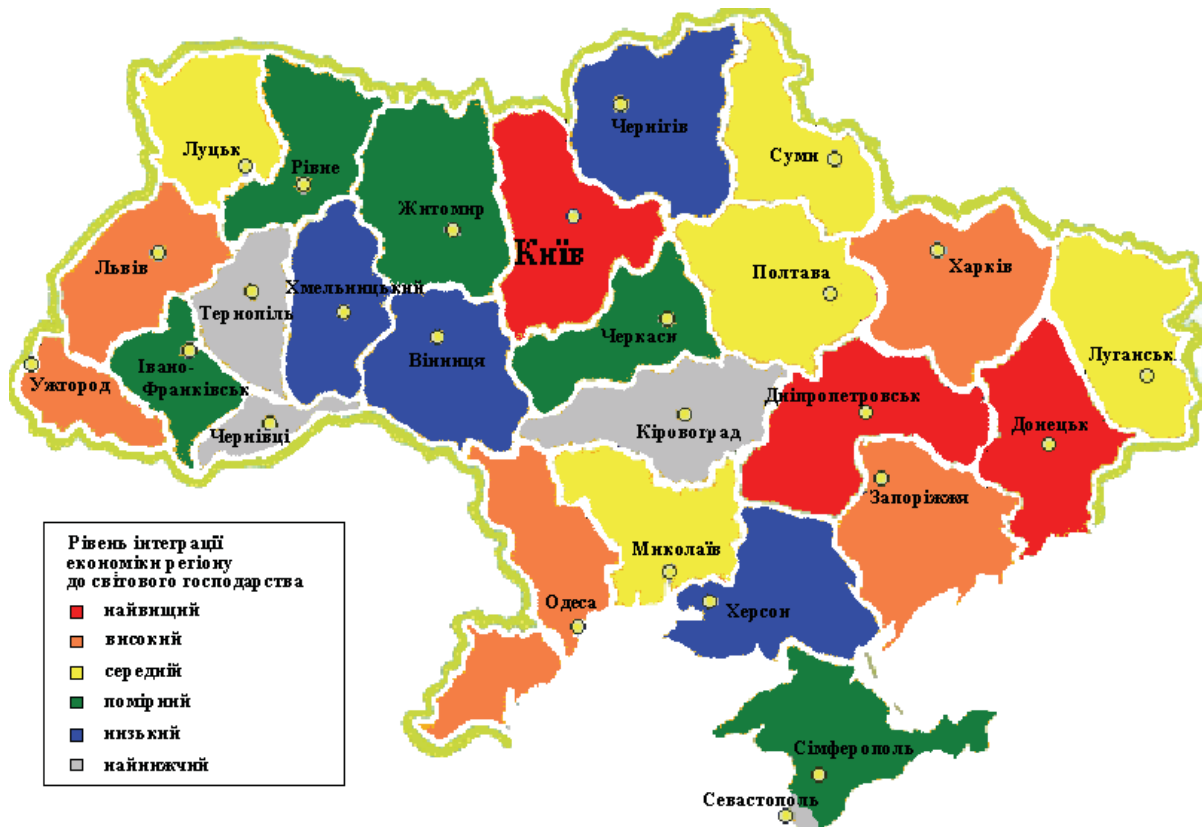 Чернігів
Суми
Луцьк
Рівне
Житомир
Київ
Львів
Полтава
Харків
Хмельницький
Тернопіль
Черкаси
Вінниця
Луганськ
Івано-
Франківськ
Ужгород
Дніпропетровськ
Чернівці
Кіровоград
Донецьк
Запоріжжя
Миколаїв
Одеса
Херсон
Сімферополь
Севастополь
Рівень інтеграції
економіки регіону
до світового господарства
найвищий
високий
середній
помірний
низький
найнижчий